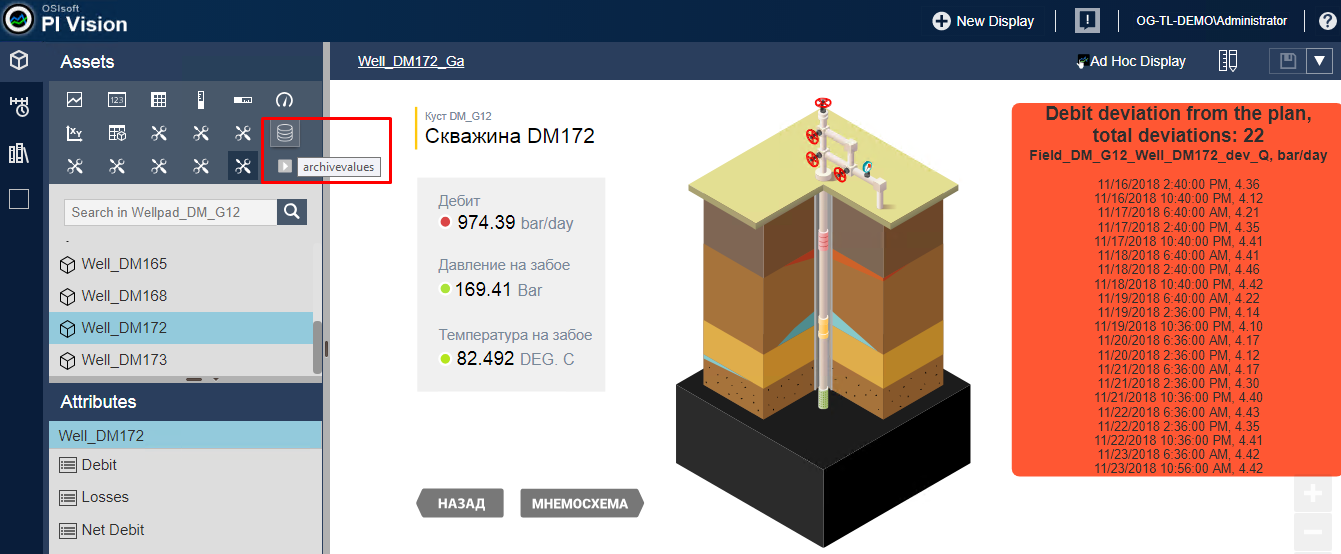 OSIsoft
PI Vision
New Display
OG-TL-DEMO\Administrator
?
Assets
Well_DM172_Ga
Ad Hoc Display
123
XY
archivevalues
Search in Wellpad_DM_G12
Well_DM165
Well_DM168
Well_DM172
Well_DM173
Attributes
Well_DM172
Debit
Losses
Net Debit
Куст DM_G12
Скважина DM172
Дебит
974.39 bar/day
Давление на забое
169.41 Bar
Температура на забое
82.492 DEG. C
НАЗАД
МНЕМОСХЕМА
Debit deviation from the plan,
total deviations: 22
Field_DM_G12_Well_DM172_dev_Q, bar/day
11/16/2018 2:40:00 PM, 4.36
11/16/2018 10:40:00 PM, 4.12
11/17/2018 6:40:00 AM, 4.21
11/17/2018 2:40:00 PM, 4.35
11/17/2018 10:40:00 PM, 4.41
11/18/2018 6:40:00 AM, 4.41
11/18/2018 2:40:00 PM, 4.46
11/18/2018 10:40:00 PM, 4.42
11/19/2018 6:40:00 AM, 4.22
11/19/2018 2:36:00 PM, 4.14
11/19/2018 10:36:00 PM, 4.10
11/20/2018 6:36:00 AM, 4.17
11/20/2018 2:36:00 PM, 4.12
11/21/2018 6:36:00 AM, 4.17
11/21/2018 2:36:00 PM, 4.30
11/21/2018 10:36:00 PM, 4.40
11/22/2018 6:36:00 AM, 4.43
11/22/2018 2:36:00 PM, 4.35
11/22/2018 10:36:00 PM, 4.41
11/23/2018 6:36:00 AM, 4.42
11/23/2018 10:56:00 AM, 4.42